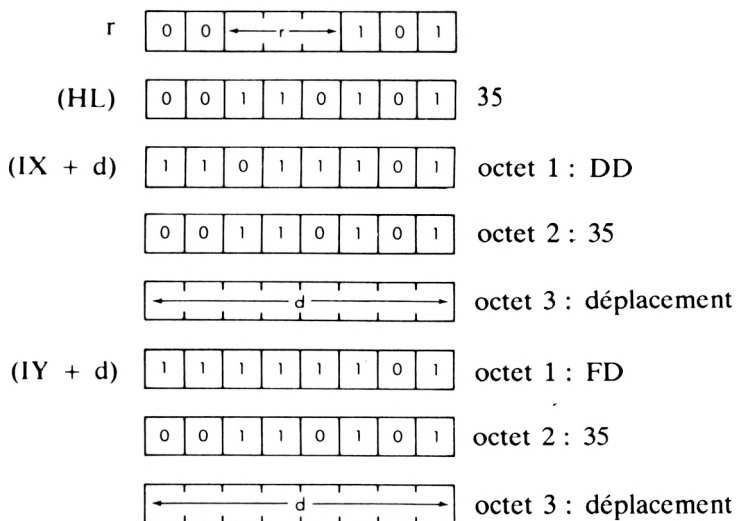 r 0 0 r 1 0 1
(HL) 0 0 1 1 0 1 0 1 35
(IX + d) 1 1 0 1 1 1 0 1 octet 1 : DD
0 0 1 1 0 1 0 1 octet 2 : 35
d octet 3 : déplacement
(IY + d) 1 1 1 1 1 1 0 1 octet 1 : FD
0 0 1 1 0 1 0 1 octet 2 : 35
d octet 3 : déplacement